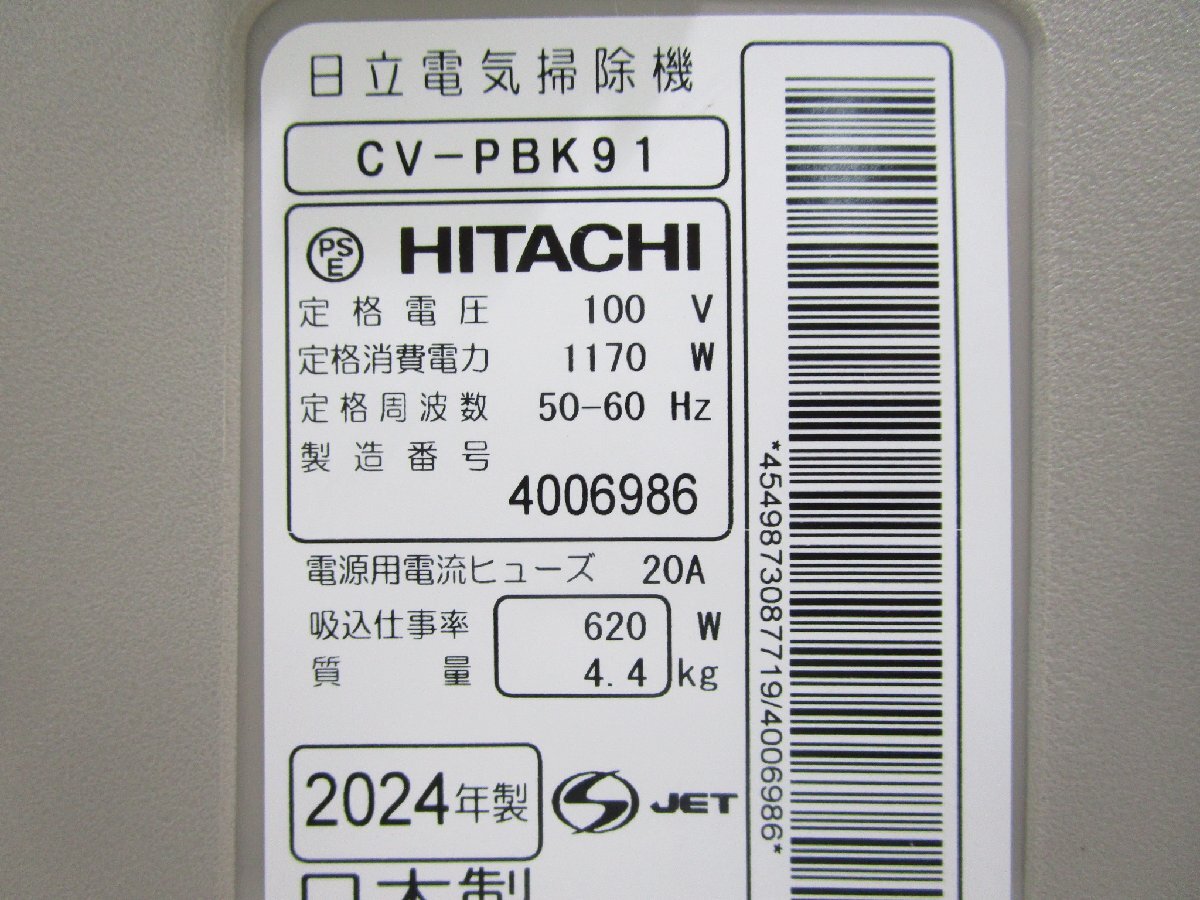 日立電気掃除機
CV-PBK91
PSE HITACHI
定格電圧 100 V
定格消費電力 1170 W
定格周波数 50-60 Hz
製造番号
4006986
電源用電流ヒューズ 20A
吸込仕事率 620 W
質量 4.4 kg
2024年製 S JET
日本製
*4549873087719/4006986*